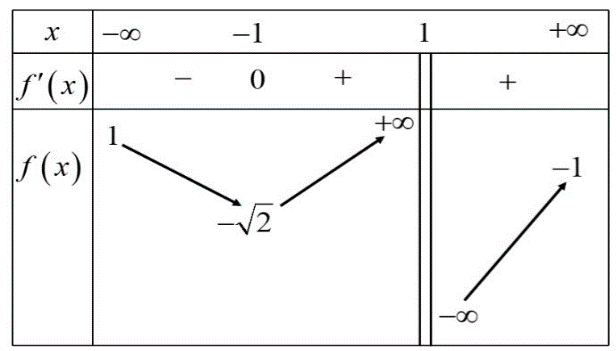 x −∞ −1 1 +∞
f′(x) − 0 + +
+∞
1
f(x) −1
−√2
−∞